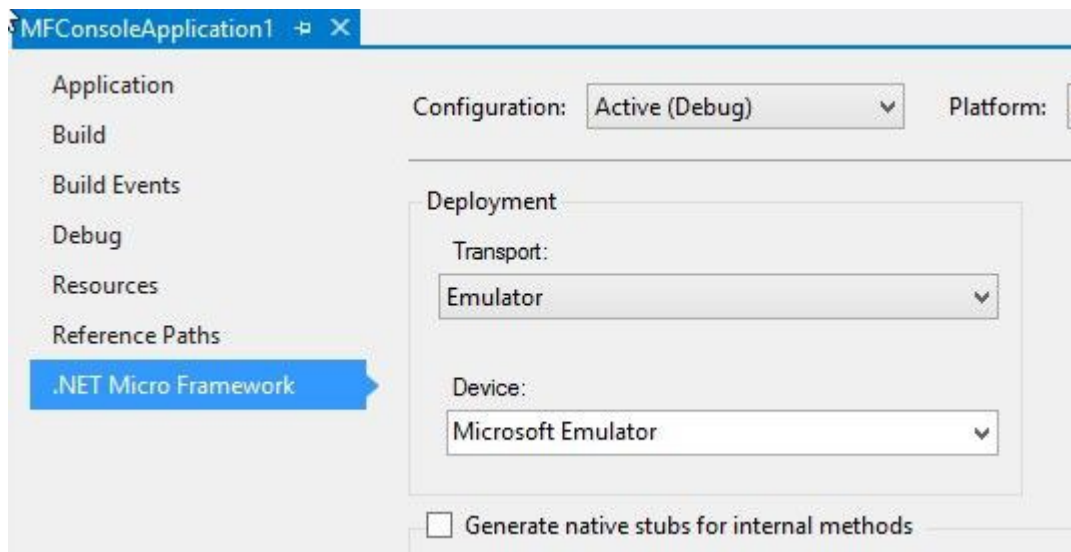 MFConsoleApplication1
Application
Build
Build Events
Debug
Resources
Reference Paths
.NET Micro Framework
Configuration: Active (Debug) Platform:
Deployment
Transport:
Emulator
Device:
Microsoft Emulator
Generate native stubs for internal methods